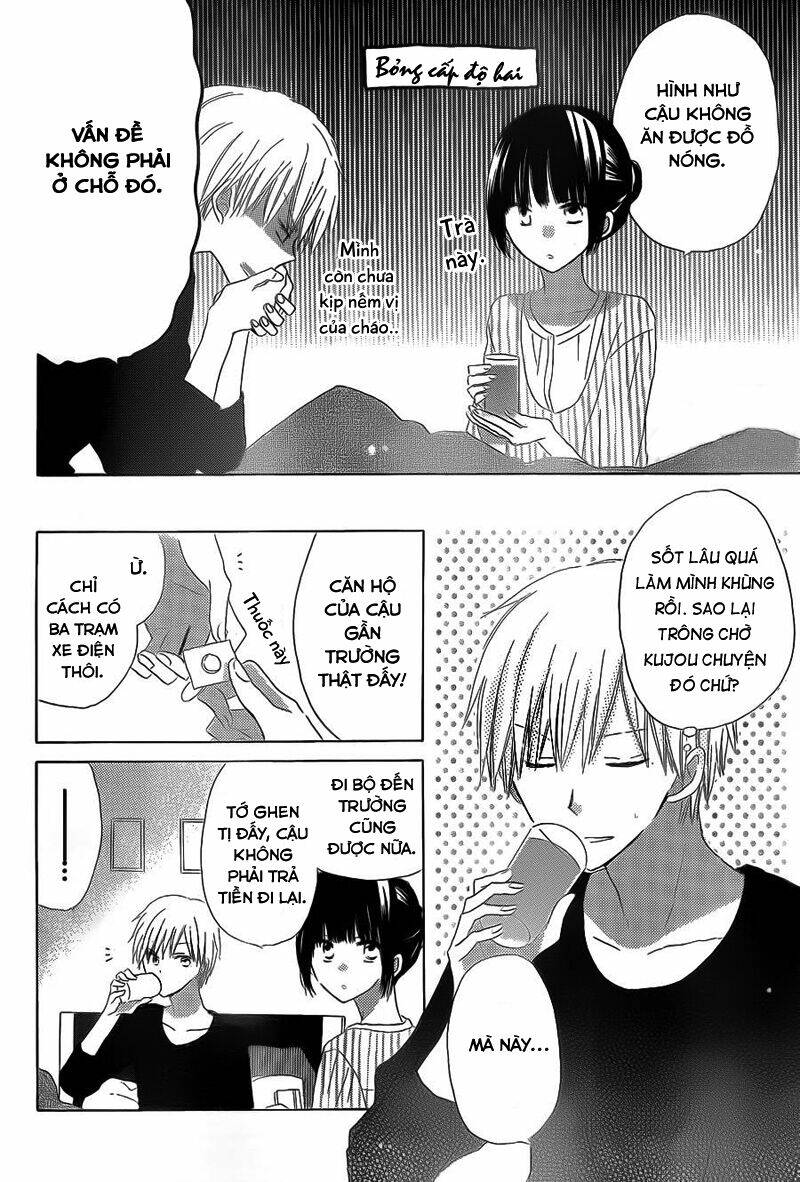 HÌNH NHƯ
CẬU KHÔNG
ĂN ĐƯỢC ĐỒ
NÓNG.
Bỏng cấp độ hai
Trà
này.
VẤN ĐỀ
KHÔNG PHẢI
Ở CHỖ ĐÓ.
Mình
còn chưa
kịp nêm vị
của cháo..
SỐT LÂU QUÁ
LÀM MÌNH KHÙNG
RỒI. SAO LẠI
TRÔNG CHỜ
KUJOU CHUYỆN
ĐÓ CHỨ?
MÀ NÀY...
CĂN HỘ
CỦA CẬU
GẦN
TRƯỜNG
THẬT ĐẤY!
Thuốc này
Ừ.
CHỈ
CÁCH CÓ
BA TRẠM
XE ĐIỆN
THÔI.
ĐI BỘ ĐẾN
TRƯỜNG
CŨNG
ĐƯỢC NỮA.
TỚ GHEN
TỊ ĐẤY, CẬU
KHÔNG
PHẢI TRẢ
TIỀN ĐI LẠI.